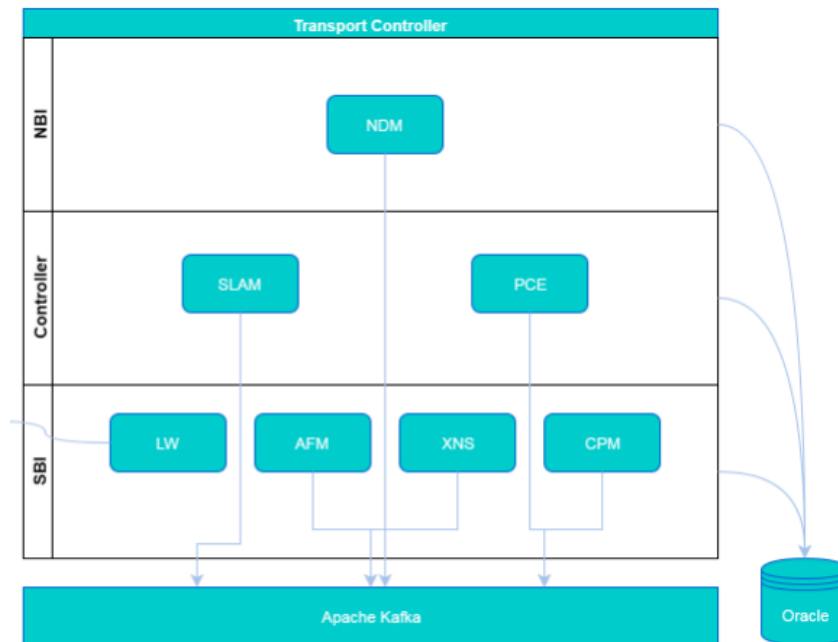 Transport Controller
NBI
NDM
Controller
SLAM
PCE
SBI
LW
AFM
XNS
CPM
Apache Kafka
Oracle